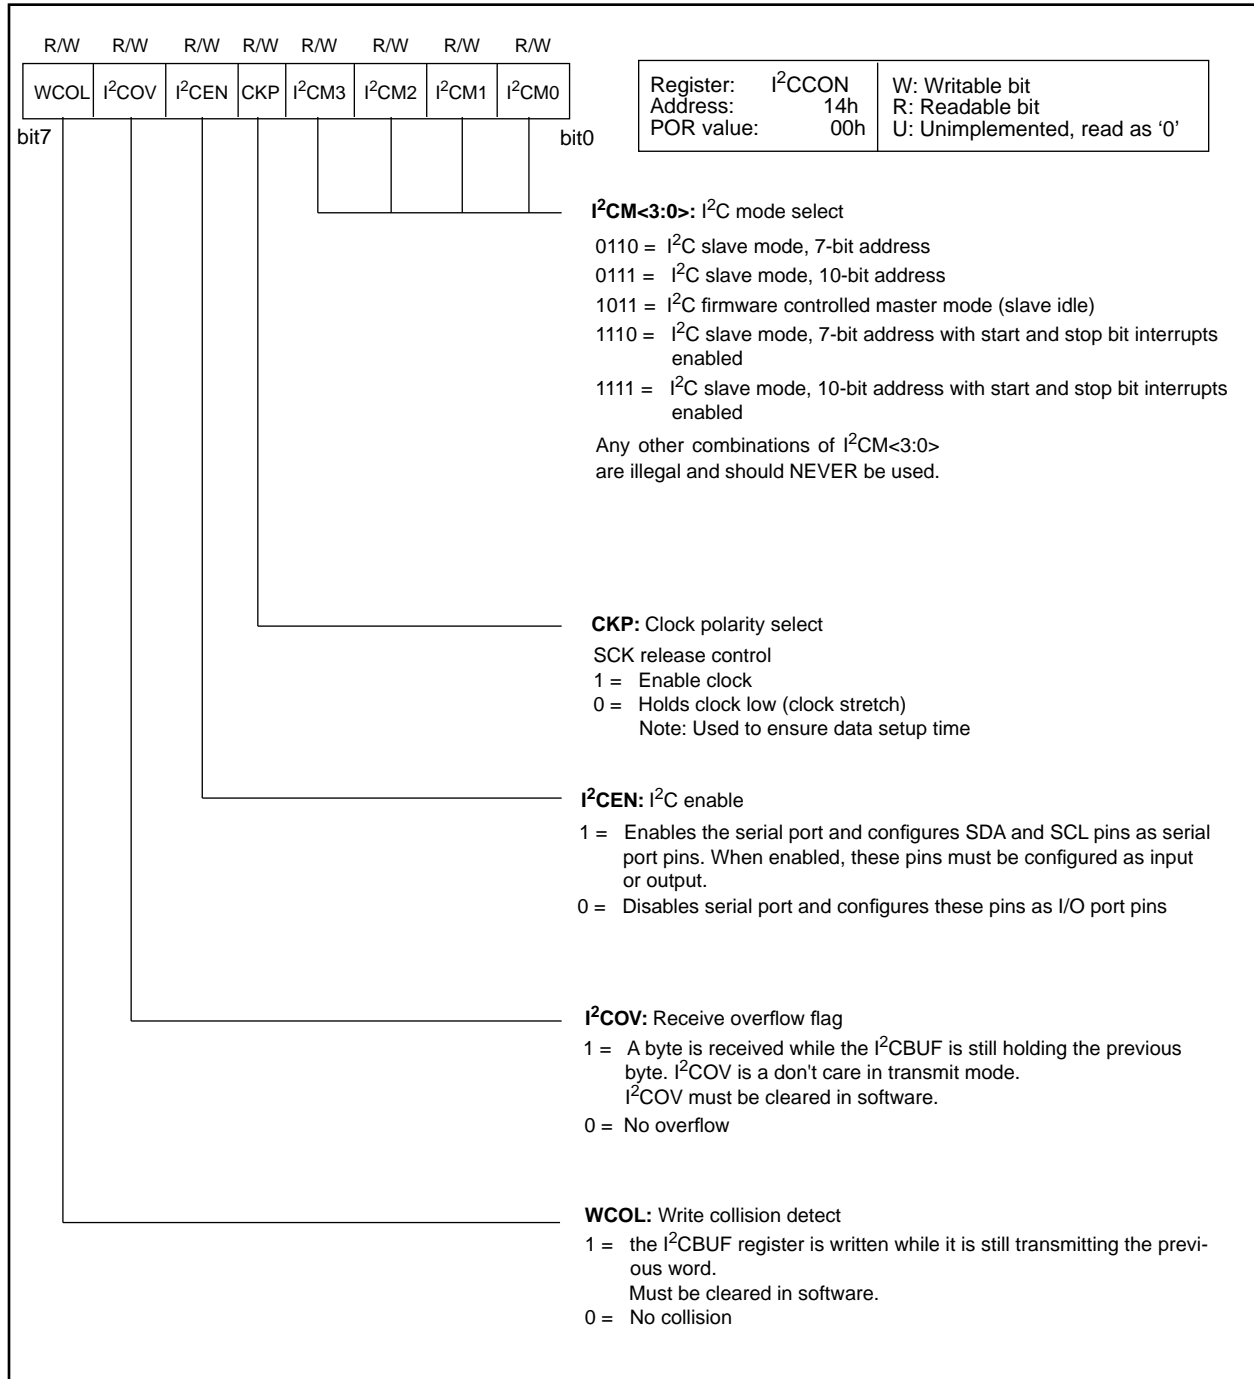 R/W R/W R/W R/W R/W R/W R/W R/W
WCOL I²COV I²CEN CKP I²CM3 I²CM2 I²CM1 I²CM0
bit7 bit0
Register: I²CCON
Address: 14h
POR value: 00h
W: Writable bit
R: Readable bit
U: Unimplemented, read as ‘0’
I²CM<3:0>: I²C mode select
0110 = I²C slave mode, 7-bit address
0111 = I²C slave mode, 10-bit address
1011 = I²C firmware controlled master mode (slave idle)
1110 = I²C slave mode, 7-bit address with start and stop bit interrupts
enabled
1111 = I²C slave mode, 10-bit address with start and stop bit interrupts
enabled
Any other combinations of I²CM<3:0>
are illegal and should NEVER be used.
CKP: Clock polarity select
SCK release control
1 = Enable clock
0 = Holds clock low (clock stretch)
Note: Used to ensure data setup time
I²CEN: I²C enable
1 = Enables the serial port and configures SDA and SCL pins as serial
port pins. When enabled, these pins must be configured as input
or output.
0 = Disables serial port and configures these pins as I/O port pins
I²COV: Receive overflow flag
1 = A byte is received while the I²CBUF is still holding the previous
byte. I²COV is a don't care in transmit mode.
I²COV must be cleared in software.
0 = No overflow
WCOL: Write collision detect
1 = the I²CBUF register is written while it is still transmitting the previ-
ous word.
Must be cleared in software.
0 = No collision